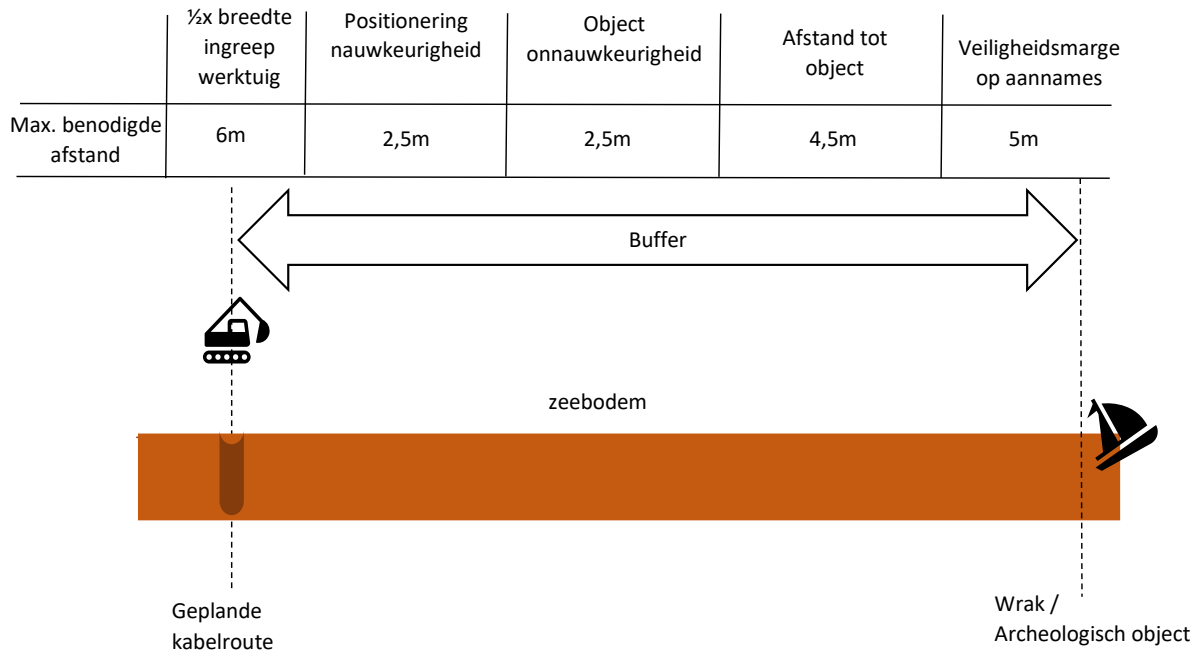 ½x breedte
ingreep
werktuig
Positionering
nauwkeurigheid
Object
onnauwkeurigheid
Afstand tot
object
Veiligheidsmarge
op aannames
Max. benodigde
afstand
6m
2,5m
2,5m
4,5m
5m
Buffer
zeebodem
Geplande
kabelroute
Wrak /
Archeologisch object